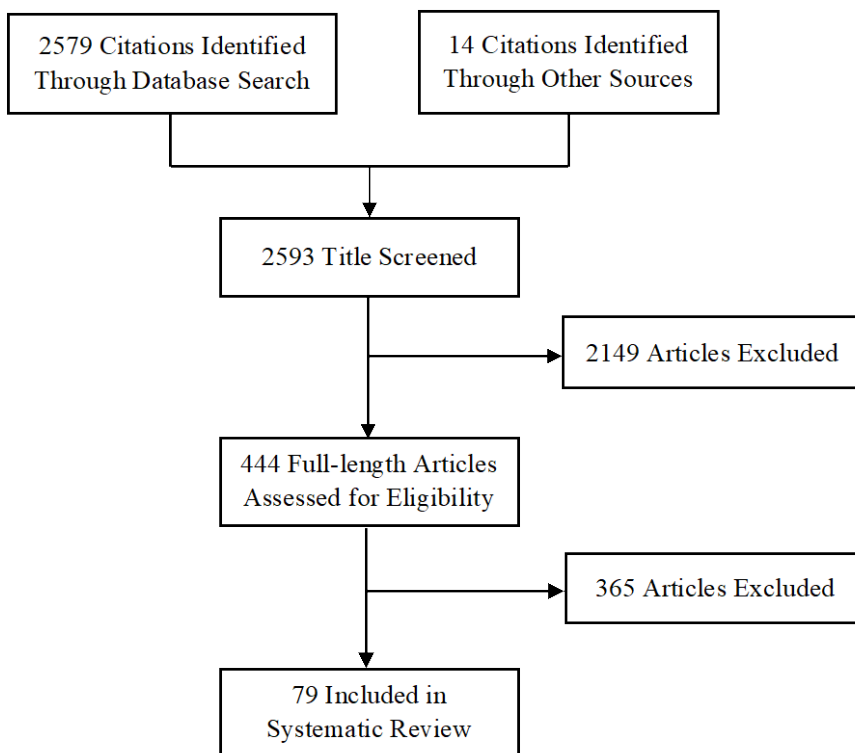 2579 Citations Identified
Through Database Search
14 Citations Identified
Through Other Sources
2593 Title Screened
2149 Articles Excluded
444 Full-length Articles
Assessed for Eligibility
365 Articles Excluded
79 Included in
Systematic Review